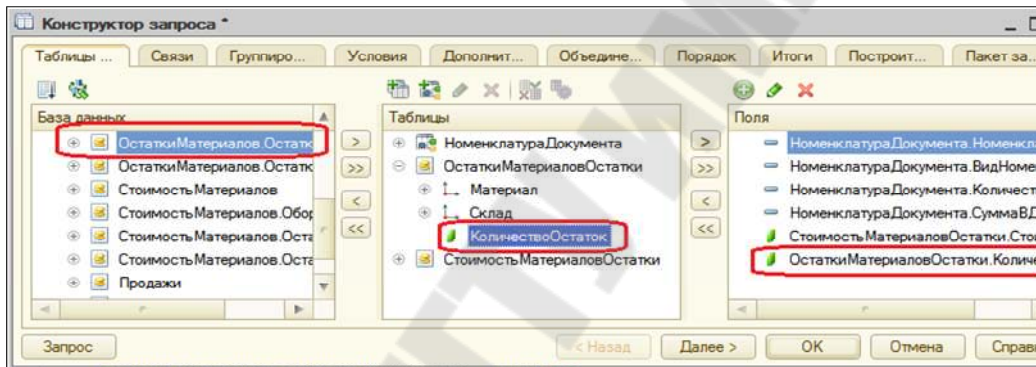 Конструктор запроса *
Таблицы ... Связи Группиро... Условия Дополнит... Объедине... Порядок Итоги Построит... Пакет за...
База данных
ОстаткиМатериалов.Остатк
ОстаткиМатериалов.Остатк
СтоимостьМатериалов
СтоимостьМатериалов.Обор
СтоимостьМатериалов.Оста
СтоимостьМатериалов.Оста
Продажи
Таблицы
НоменклатураДокумента
ОстаткиМатериаловОстатки
Материал
Склад
КоличествоОстаток
СтоимостьМатериаловОстатки
Поля
НоменклатураДокумента.Номенкла
НоменклатураДокумента.ВидНоме
НоменклатураДокумента.Количест
НоменклатураДокумента.СуммаВД
СтоимостьМатериаловОстатки.Стои
ОстаткиМатериаловОстатки.Количе
Запрос < Назад Далее > OK Отмена Справ